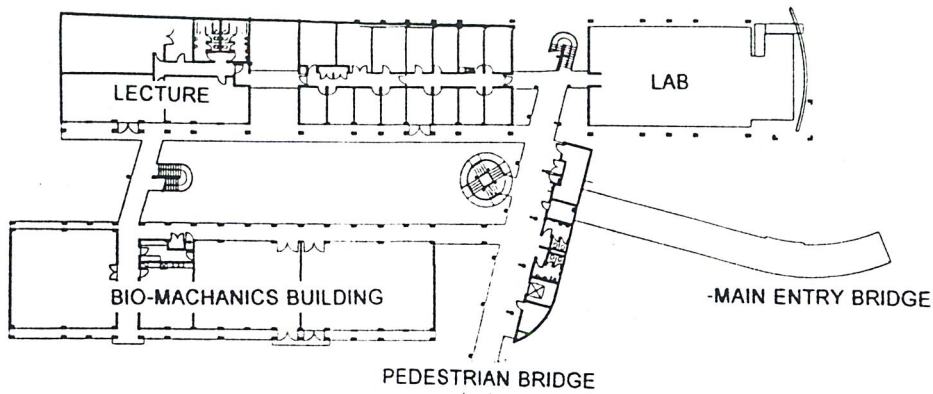 LAB
LECTURE
BIO-MACHANICS BUILDING
-MAIN ENTRY BRIDGE
PEDESTRIAN BRIDGE